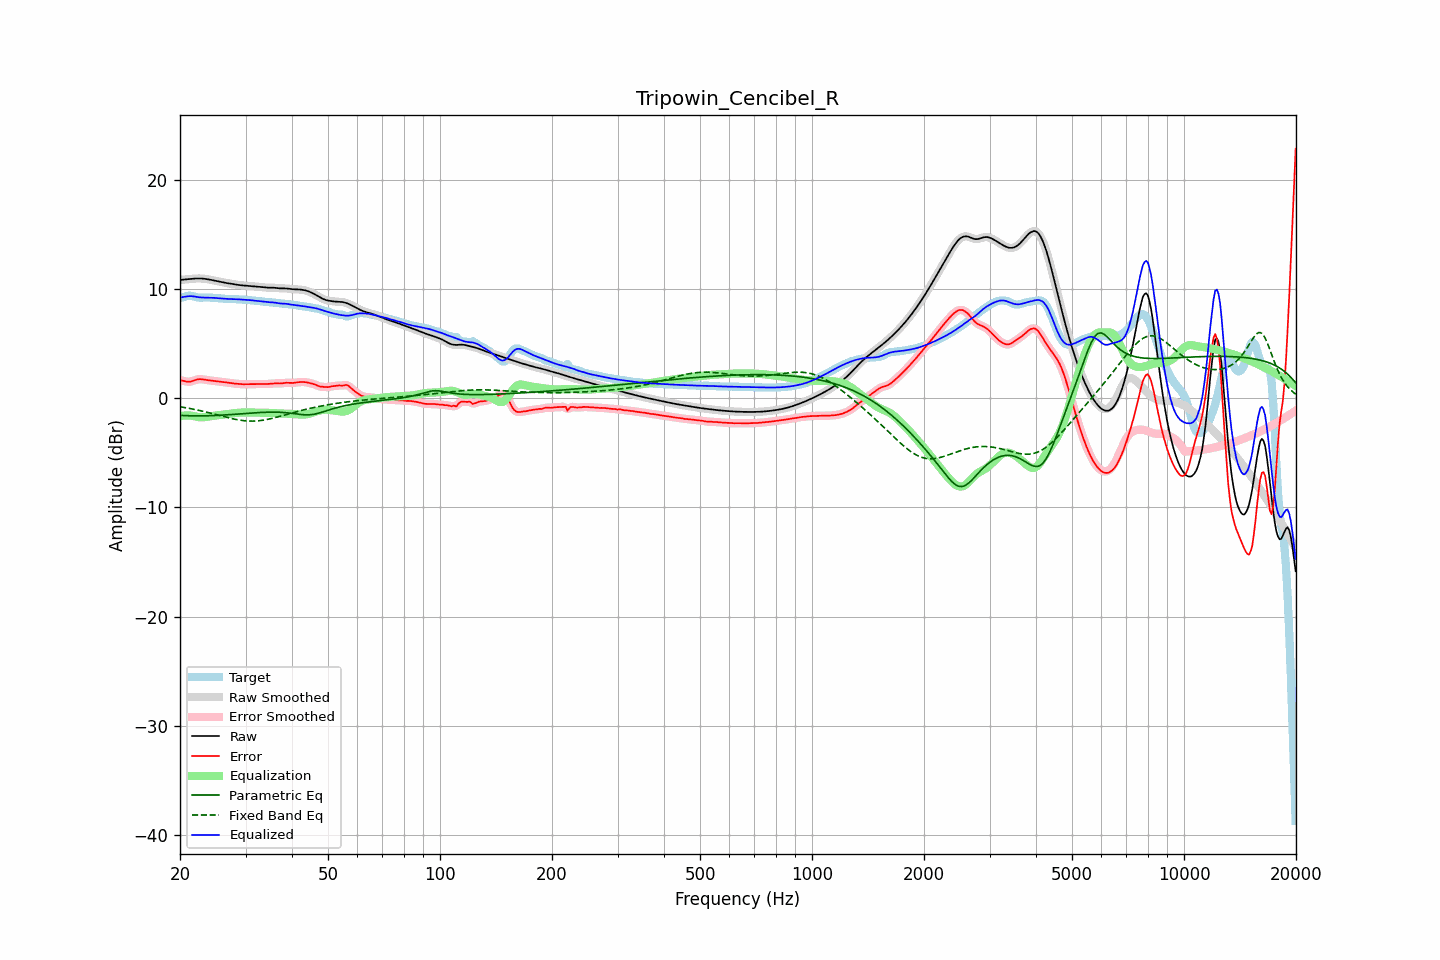 Tripowin_Cencibel_R
Amplitude (dBr)
20
10
0
−10
−20
−30
−40
Target
Raw Smoothed
Error Smoothed
Raw
Error
Equalization
Parametric Eq
Fixed Band Eq
Equalized
20 50 100 200 500 1000 2000 5000 10000 20000
Frequency (Hz)